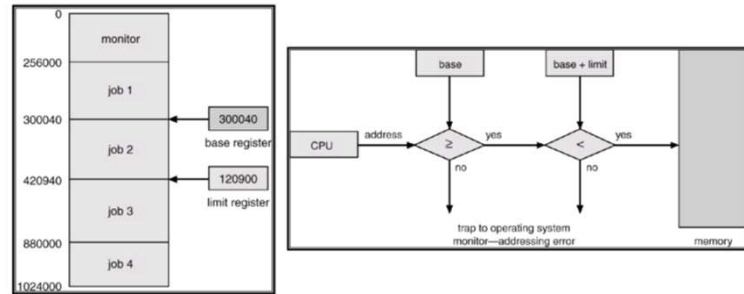 0
monitor
256000
job 1
300040
300040
base register
job 2
420940
120900
limit register
job 3
880000
job 4
1024000
base
base + limit
CPU
address
≥
yes
<
yes
no
no
trap to operating system
monitor—addressing error
memory